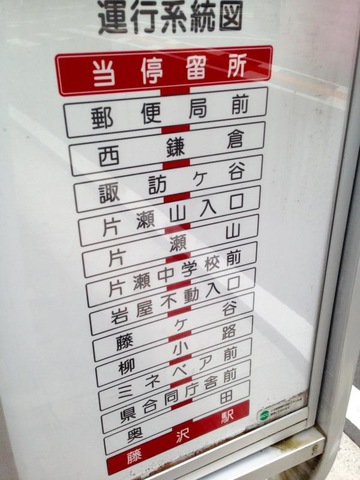 運行系統図
当停留所
郵便局前
西鎌倉
諏訪ヶ谷
片瀬山入口
片瀬山
片瀬中学校前
岩屋不動入口
藤ヶ谷
柳小路
ミネベア前
県合同庁舎前
奥田
藤沢駅